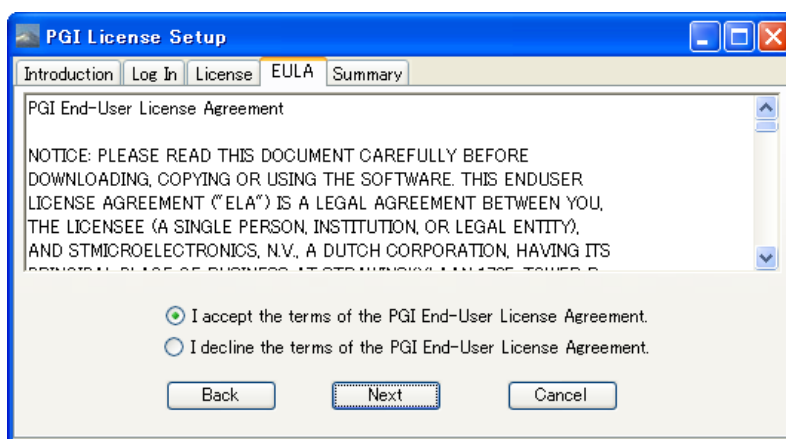 PGI License Setup
Introduction Log In License EULA Summary
PGI End-User License Agreement
NOTICE: PLEASE READ THIS DOCUMENT CAREFULLY BEFORE
DOWNLOADING, COPYING OR USING THE SOFTWARE. THIS ENDUSER
LICENSE AGREEMENT ("ELA") IS A LEGAL AGREEMENT BETWEEN YOU,
THE LICENSEE (A SINGLE PERSON, INSTITUTION, OR LEGAL ENTITY),
AND STMICROELECTRONICS, N.V., A DUTCH CORPORATION, HAVING ITS
I accept the terms of the PGI End-User License Agreement.
I decline the terms of the PGI End-User License Agreement.
Back Next Cancel